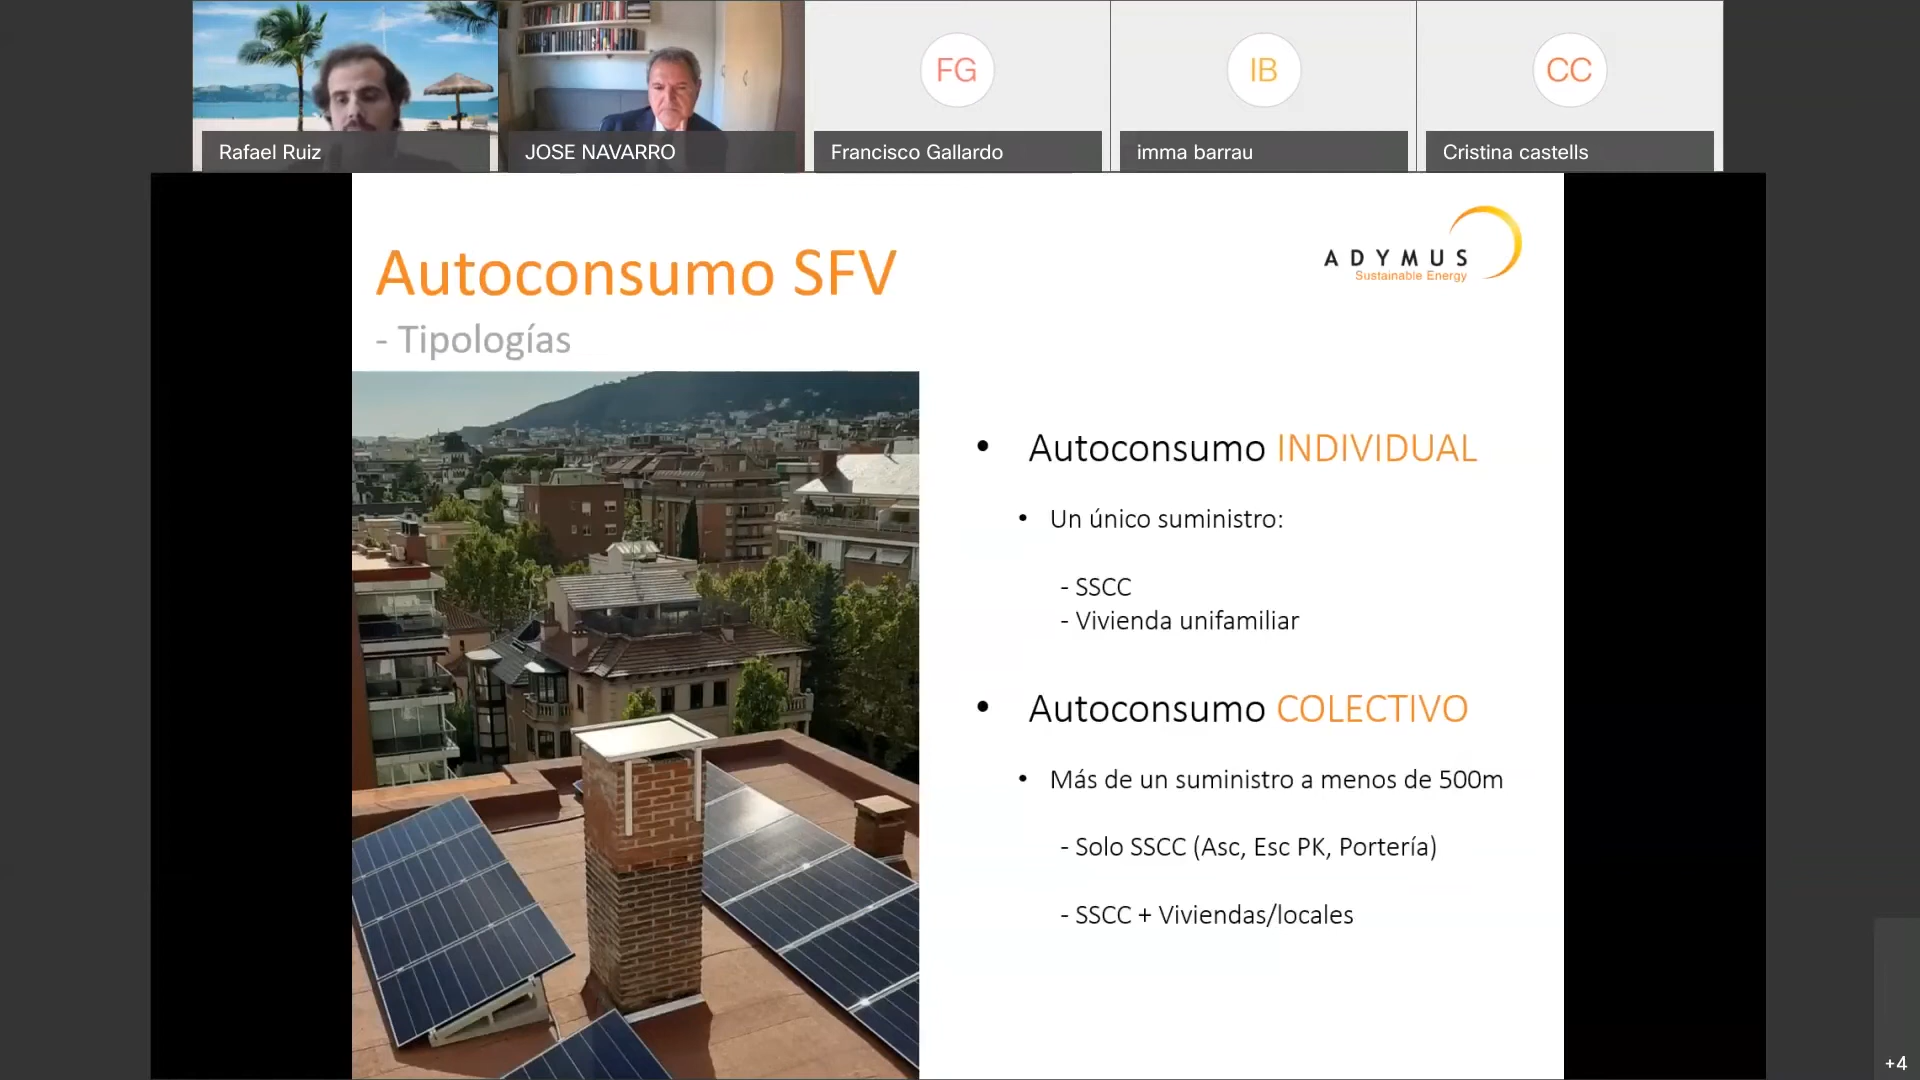 FG
IB
CC
Rafael Ruiz
JOSE NAVARRO
Francisco Gallardo
imma barrau
Cristina castells
ADYMUS
Sustainable Energy
Autoconsumo SFV
- Tipologías
• Autoconsumo INDIVIDUAL
• Un único suministro:
- SSCC
- Vivienda unifamiliar
• Autoconsumo COLECTIVO
• Más de un suministro a menos de 500m
- Solo SSCC (Asc, Esc PK, Portería)
- SSCC + Viviendas/locales
+4